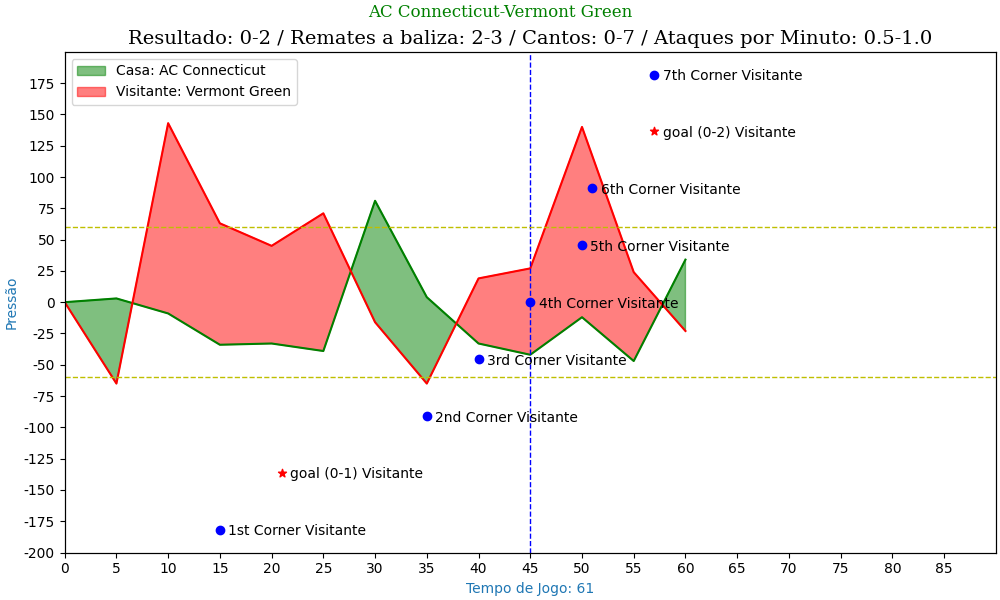 AC Connecticut-Vermont Green
Resultado: 0-2 / Remates a baliza: 2-3 / Cantos: 0-7 / Ataques por Minuto: 0.5-1.0
Casa: AC Connecticut
Visitante: Vermont Green
7th Corner Visitante
goal (0-2) Visitante
6th Corner Visitante
5th Corner Visitante
4th Corner Visitante
3rd Corner Visitante
2nd Corner Visitante
goal (0-1) Visitante
1st Corner Visitante
Pressão
175
150
125
100
75
50
25
0
-25
-50
-75
-100
-125
-150
-175
-200
0 5 10 15 20 25 30 35 40 45 50 55 60 65 70 75 80 85
Tempo de Jogo: 61